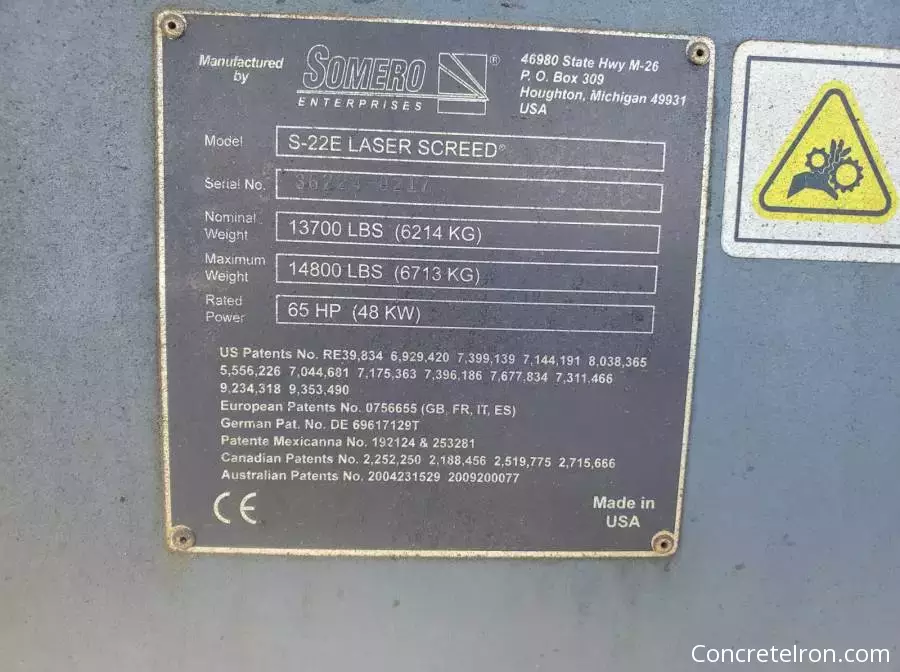 Manufactured by
SOMERO ®
ENTERPRISES
46980 State Hwy M-26
P. O. Box 309
Houghton, Michigan 49931
USA
Model S-22E LASER SCREED®
Serial No.
Nominal Weight 13700 LBS (6214 KG)
Maximum Weight 14800 LBS (6713 KG)
Rated Power 65 HP (48 KW)
US Patents No. RE39,834 6,929,420 7,399,139 7,144,191 8,038,365
5,556,226 7,044,681 7,175,363 7,396,186 7,677,834 7,311,466
9,234,318 9,353,490
European Patents No. 0756655 (GB, FR, IT, ES)
German Pat. No. DE 69617129T
Patente Mexicanna No. 192124 & 253281
Canadian Patents No. 2,252,250 2,188,456 2,519,775 2,715,666
Australian Patents No. 2004231529 2009200077
CE
Made in
USA
ConcreteIron.com